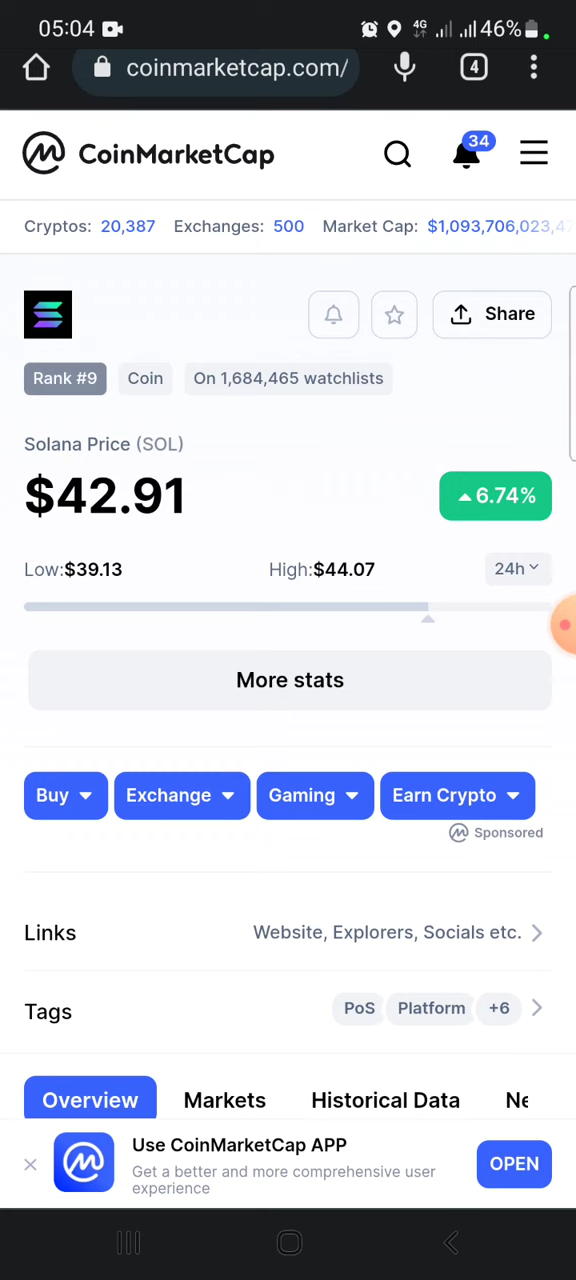 05:04 4G 46%
coinmarketcap.com/ 4
CoinMarketCap 34
Cryptos: 20,387 Exchanges: 500 Market Cap: $1,093,706,023,47
Share
Rank #9 Coin On 1,684,465 watchlists
Solana Price (SOL)
$42.91 6.74%
Low:$39.13 High:$44.07 24h
More stats
Buy Exchange Gaming Earn Crypto
Sponsored
Links Website, Explorers, Socials etc.
Tags PoS Platform +6
Overview Markets Historical Data Ne
Use CoinMarketCap APP
Get a better and more comprehensive user
experience
OPEN